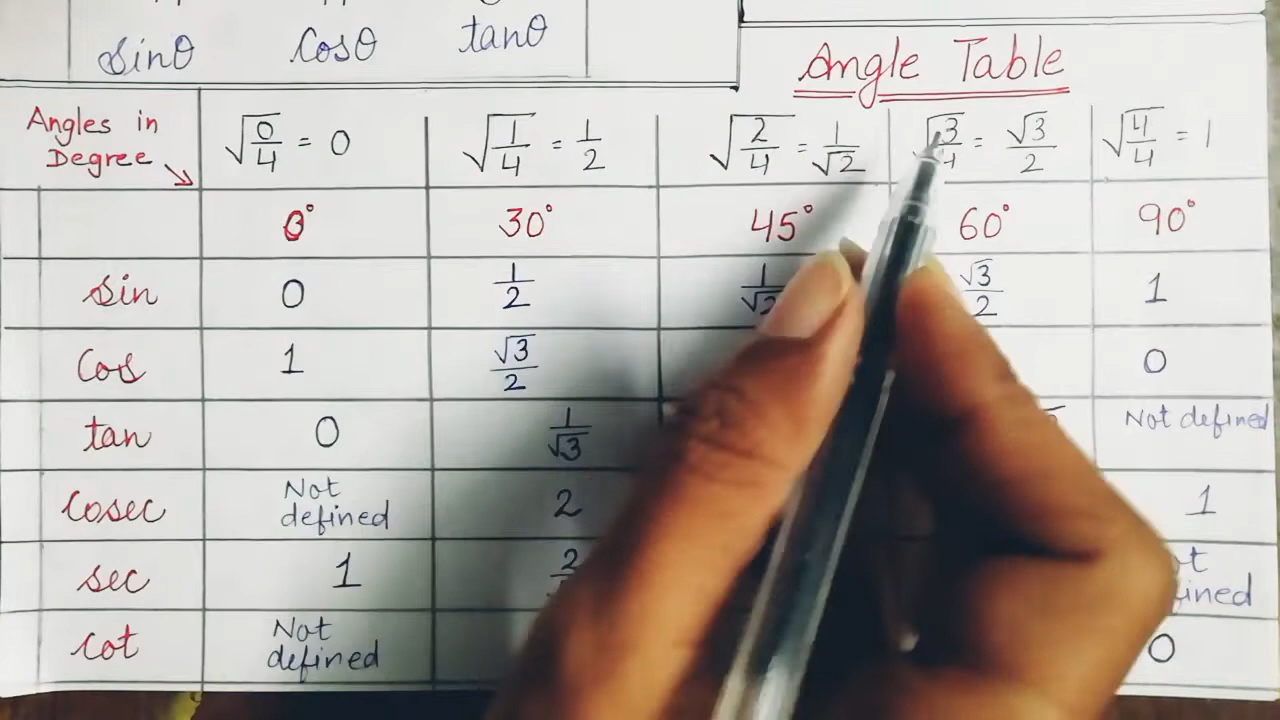 sinθ cosθ tanθ
Angle Table
Angles in
Degree
√0/4 = 0 √1/4 = 1/2 √2/4 = 1/√2 √3/4 = √3/2 √4/4 = 1
0° 30° 45° 60° 90°
sin 0 1/2 1/√2 √3/2 1
Cos 1 √3/2 0
tan 0 1/√3 Not defined
Cosec Not defined 2 1
sec 1
cot Not defined 0